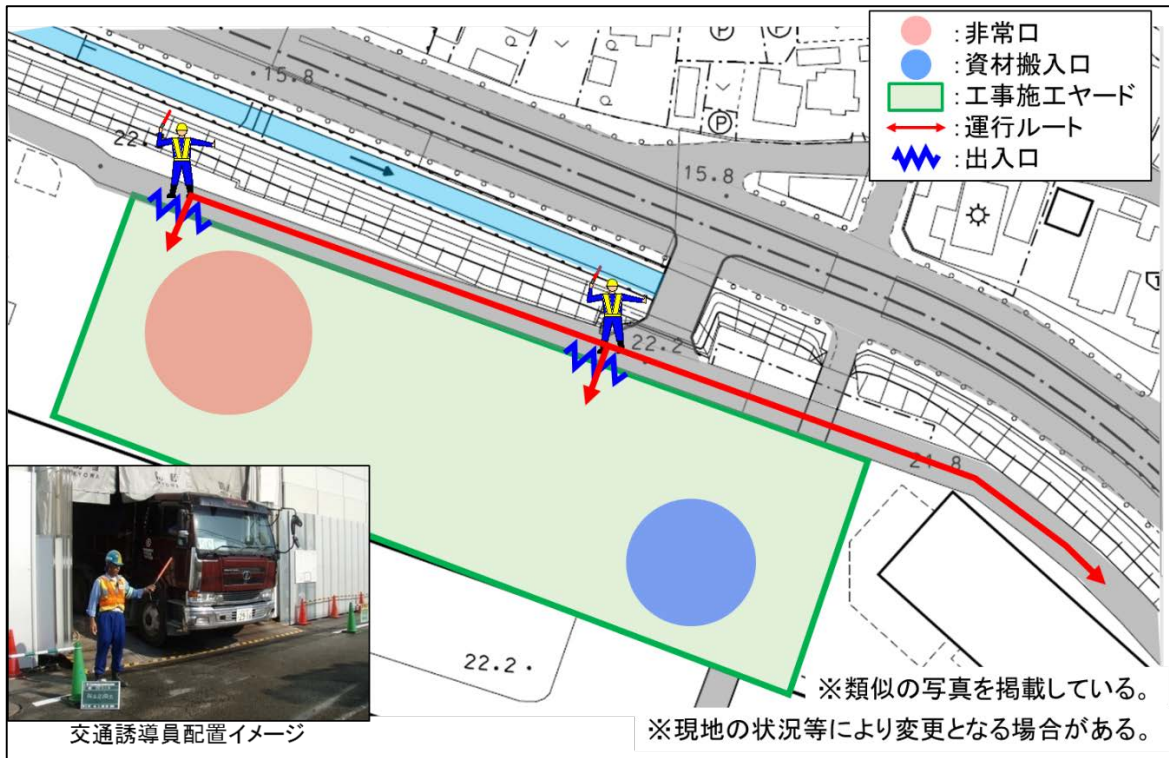 ：非常口
：資材搬入口
：工事施工ヤード
：運行ルート
：出入口
15.8
22.
15.8
P
P
22.2
21.8
22.2
※類似の写真を掲載している。
※現地の状況等により変更となる場合がある。
交通誘導員配置イメージ